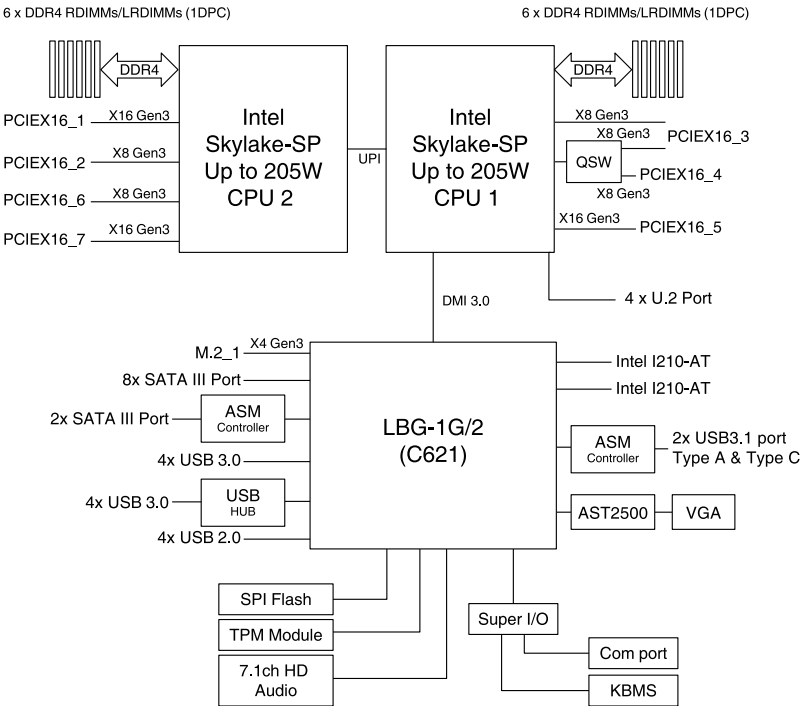 6 x DDR4 RDIMMs/LRDIMMs (1DPC)
6 x DDR4 RDIMMs/LRDIMMs (1DPC)
DDR4
DDR4
Intel
Skylake-SP
Up to 205W
CPU 2
UPI
Intel
Skylake-SP
Up to 205W
CPU 1
PCIEX16_1
X16 Gen3
PCIEX16_2
X8 Gen3
PCIEX16_6
X8 Gen3
PCIEX16_7
X16 Gen3
X8 Gen3
X8 Gen3
PCIEX16_3
QSW
PCIEX16_4
X8 Gen3
X16 Gen3
PCIEX16_5
DMI 3.0
4 x U.2 Port
M.2_1
X4 Gen3
8x SATA III Port
2x SATA III Port
ASM
Controller
4x USB 3.0
4x USB 3.0
USB
HUB
4x USB 2.0
LBG-1G/2
(C621)
Intel I210-AT
Intel I210-AT
ASM
Controller
2x USB3.1 port
Type A & Type C
AST2500
VGA
SPI Flash
TPM Module
7.1ch HD
Audio
Super I/O
Com port
KBMS